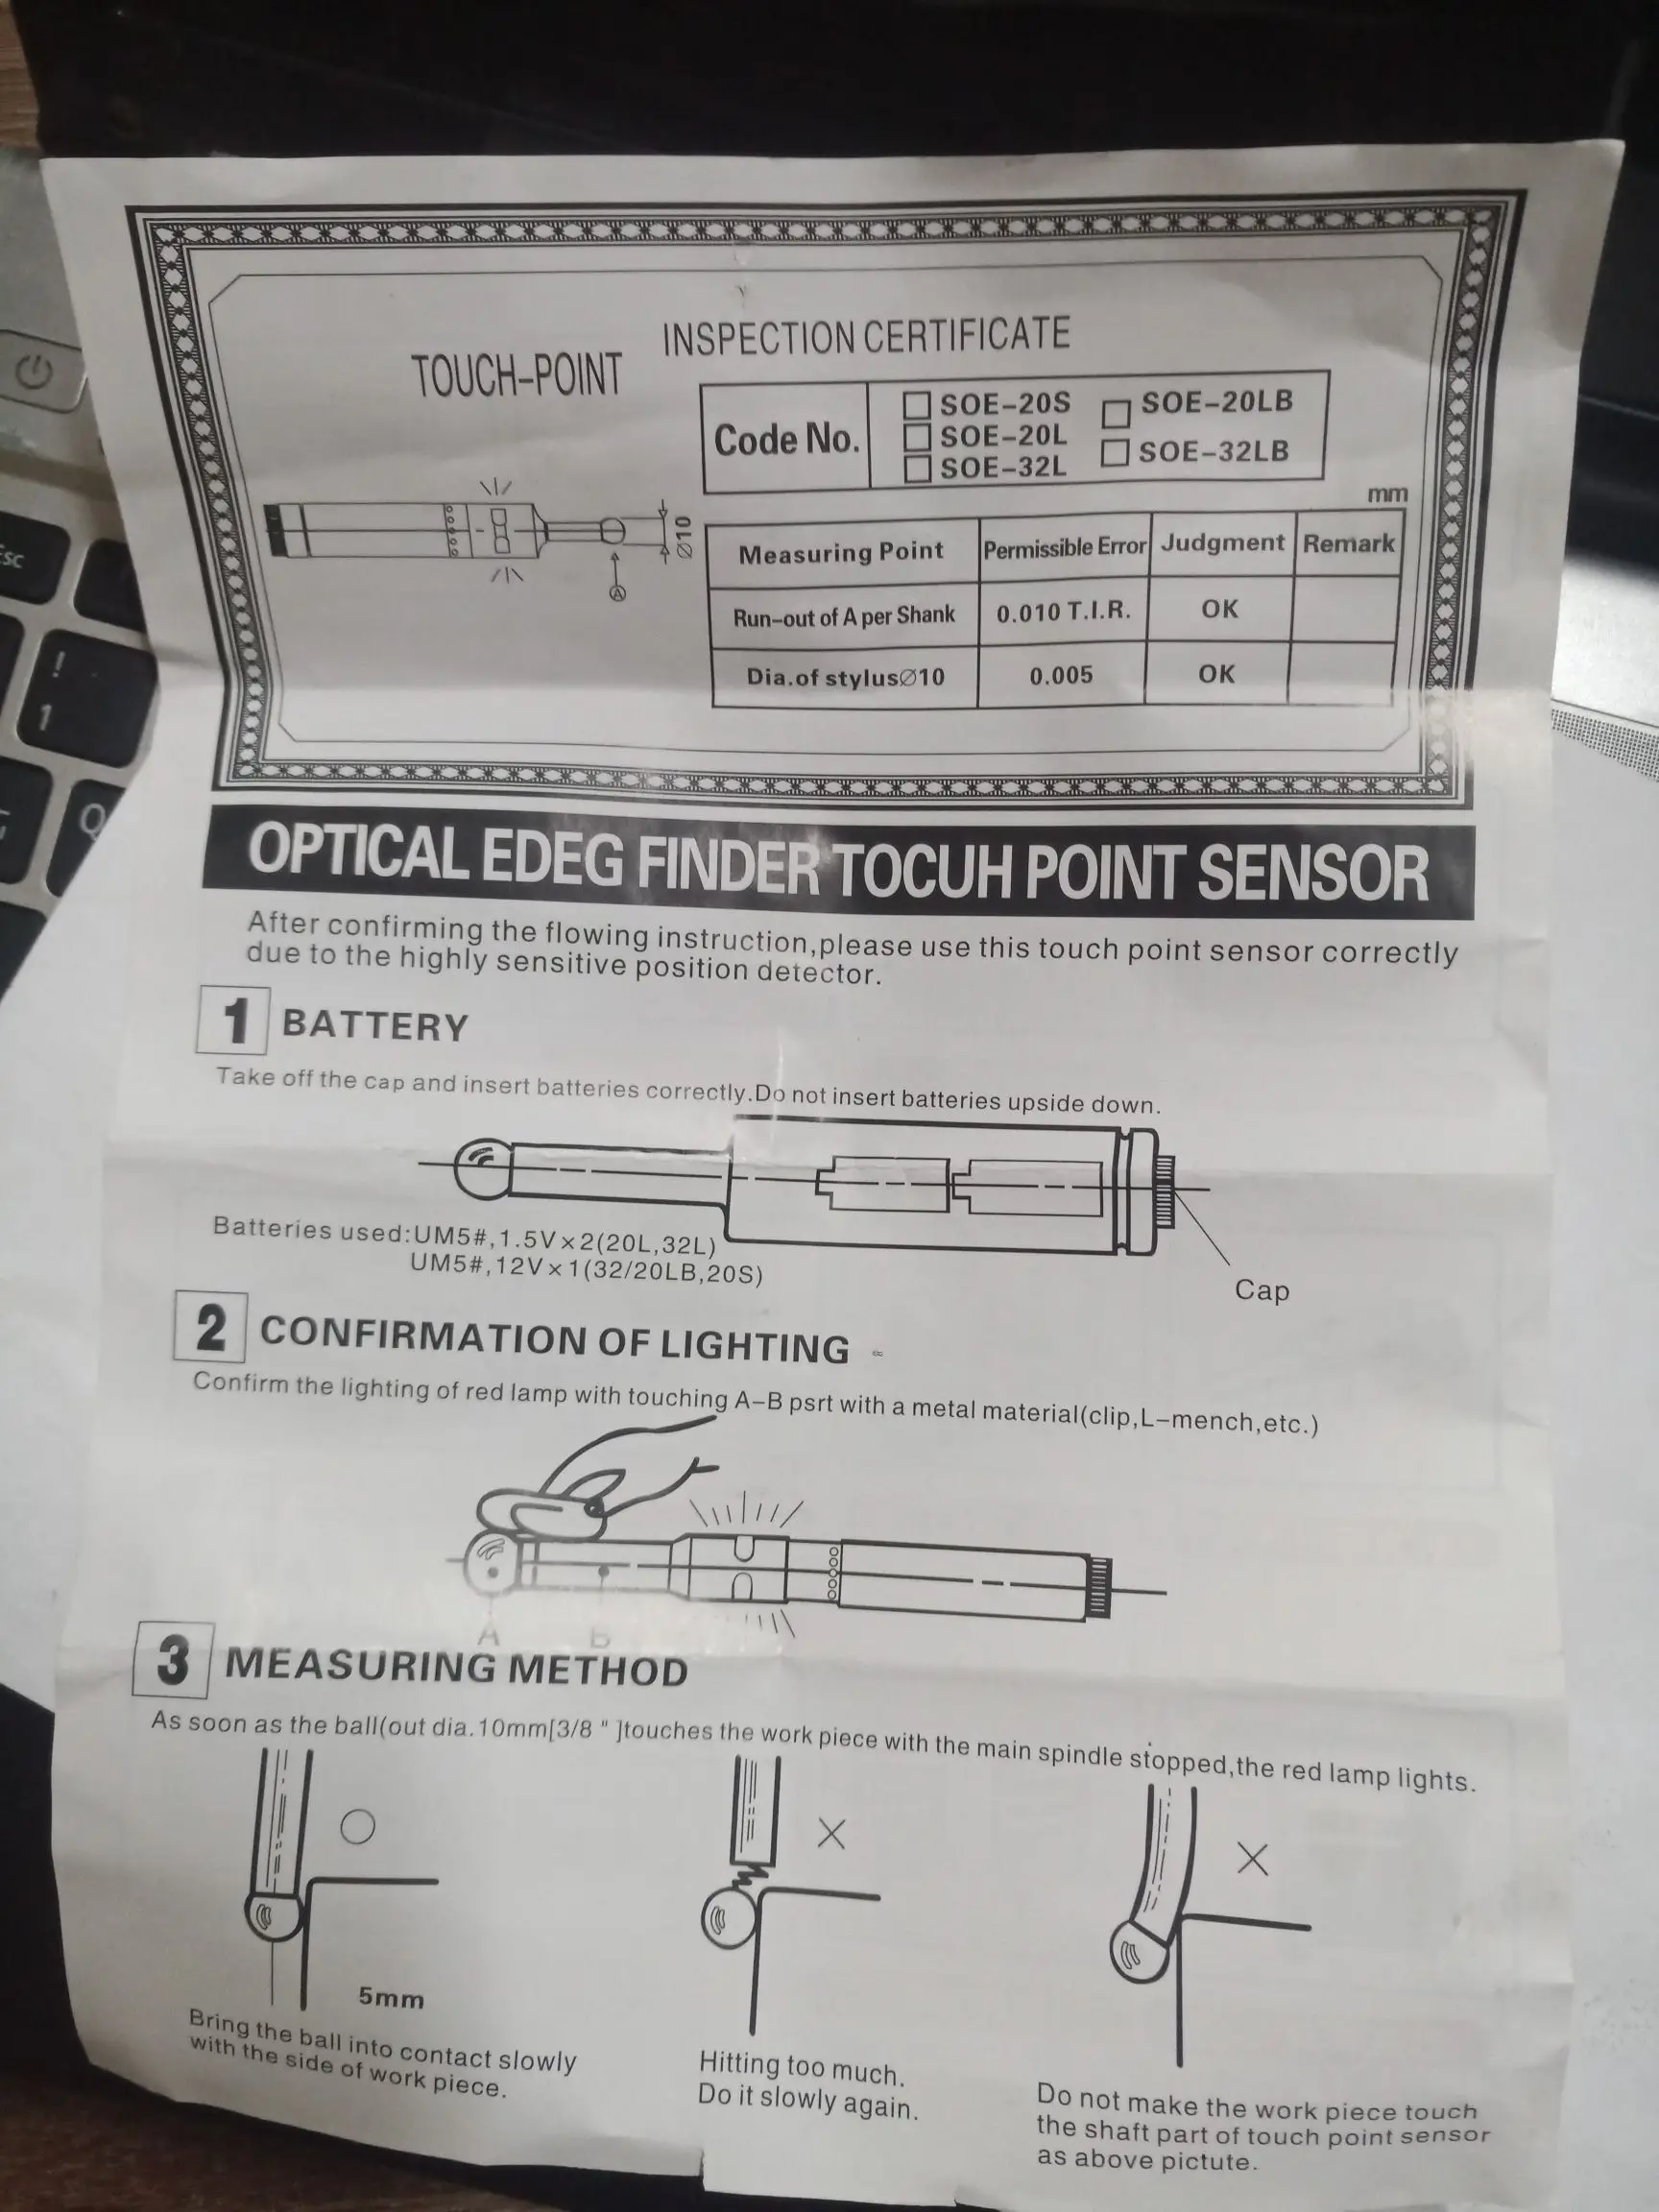 INSPECTION CERTIFICATE
TOUCH-POINT
Code No.
SOE-20S
SOE-20LB
SOE-20L
SOE-32L
SOE-32LB
Ø10
A
mm
Measuring Point Permissible Error Judgment Remark
Run-out of A per Shank 0.010 T.I.R. OK
Dia.of stylusØ10 0.005 OK
OPTICAL EDEG FINDER TOCUH POINT SENSOR
After confirming the flowing instruction,please use this touch point sensor correctly
due to the highly sensitive position detector.
1 BATTERY
Take off the cap and insert batteries correctly.Do not insert batteries upside down.
Batteries used:UM5#,1.5V×2(20L,32L)
UM5#,12V×1(32/20LB,20S)
Cap
2 CONFIRMATION OF LIGHTING
Confirm the lighting of red lamp with touching A-B psrt with a metal material(clip,L-mench,etc.)
A B
3 MEASURING METHOD
As soon as the ball(out dia.10mm[3/8 " ]touches the work piece with the main spindle stopped,the red lamp lights.
5mm
Bring the ball into contact slowly
with the side of work piece.
Hitting too much.
Do it slowly again.
Do not make the work piece touch
the shaft part of touch point sensor
as above pictute.
esc
!
1
Q